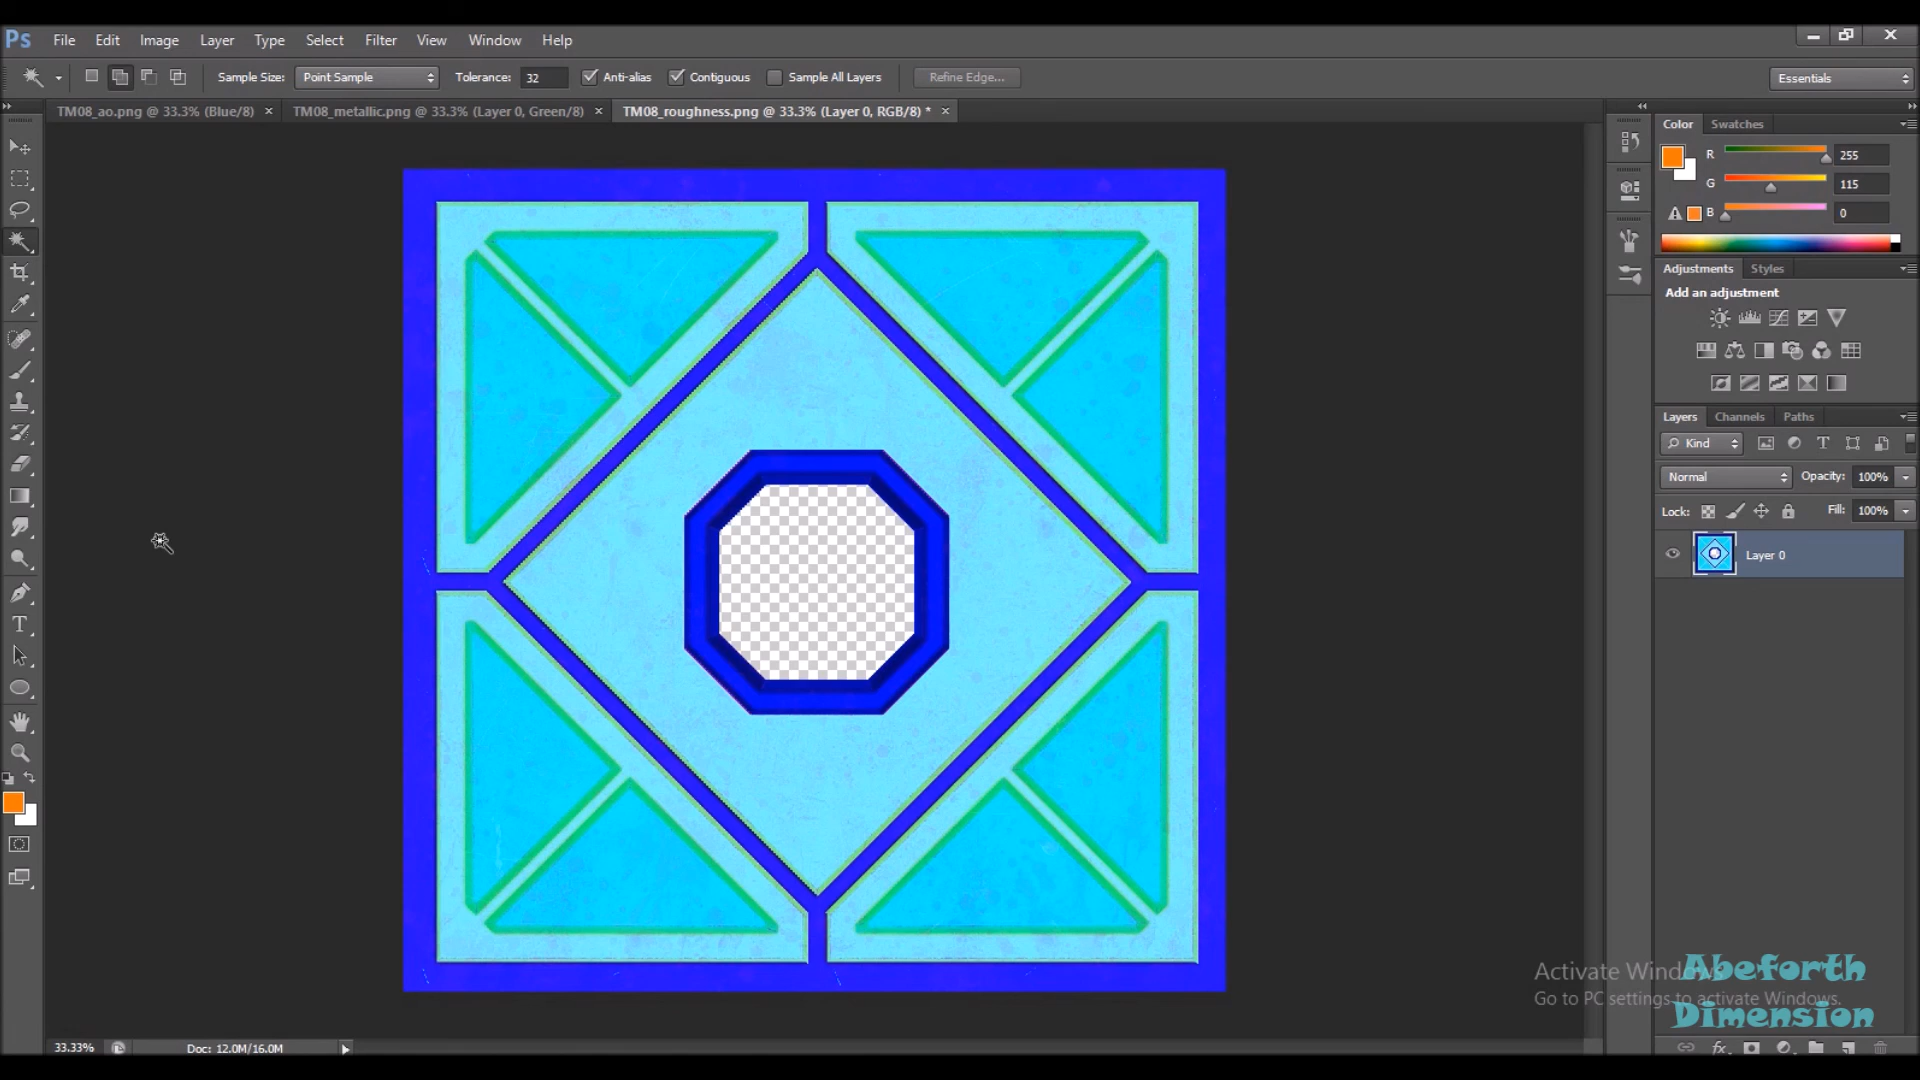 Ps File Edit Image Layer Type Select Filter View Window Help
Sample Size: Point Sample Tolerance: 32 Anti-alias Contiguous Sample All Layers Refine Edge... Essentials
TM08_ao.png @ 33.3% (Blue/8) × TM08_metallic.png @ 33.3% (Layer 0, Green/8) × TM08_roughness.png @ 33.3% (Layer 0, RGB/8) * ×
Color Swatches
R 255
G 115
B 0
Adjustments Styles
Add an adjustment
Layers Channels Paths
Kind
Normal Opacity: 100%
Lock: Fill: 100%
Layer 0
Activate Windows
Go to PC settings to activate Windows.
Abeforth
Dimension
33.33% Doc: 12.0M/16.0M